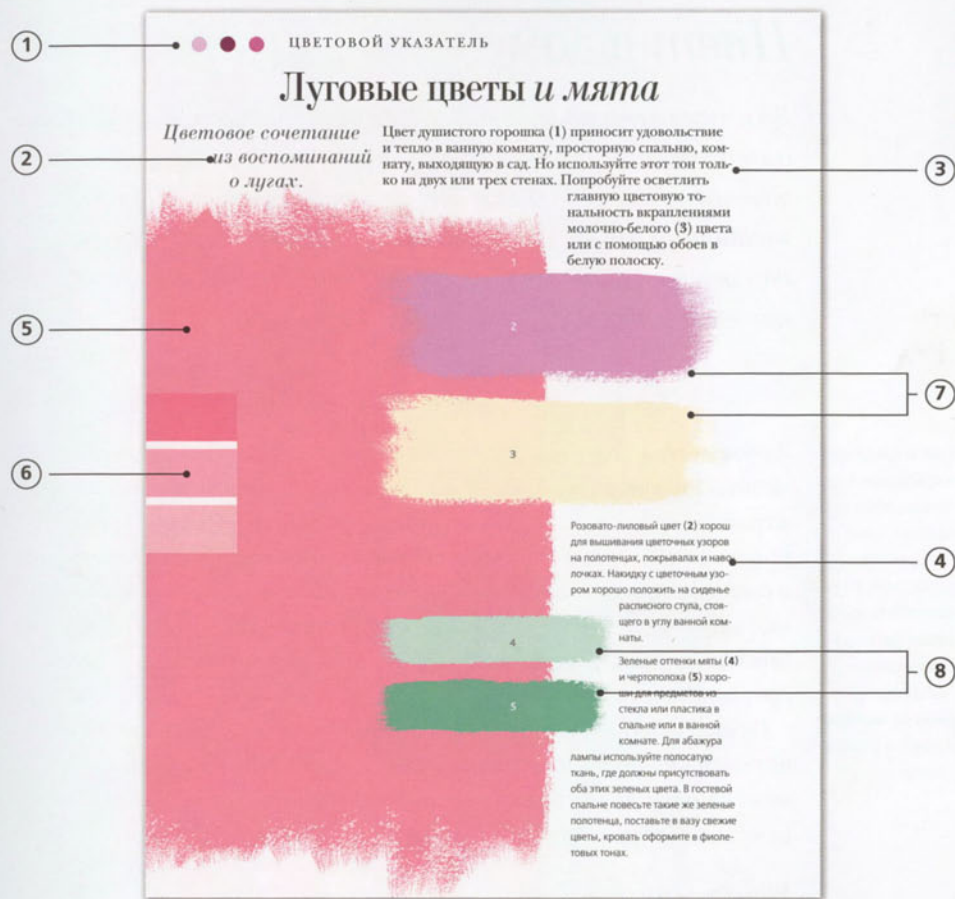 1
ЦВЕТОВОЙ УКАЗАТЕЛЬ
Луговые цветы и мята
Цветовое сочетание
из воспоминаний
о лугах.
2
Цвет душистого горошка (1) приносит удовольствие
и тепло в ванную комнату, просторную спальню, ком-
нату, выходящую в сад. Но используйте этот тон толь-
ко на двух или трех стенах. Попробуйте осветлить
главную цветовую то-
нальность вкраплениями
молочно-белого (3) цвета
или с помощью обоев в
белую полоску.
3
1
5
2
7
6
3
Розовато-лиловый цвет (2) хорош
для вышивания цветочных узоров
на полотенцах, покрывалах и наво-
лочках. Накидку с цветочным узо-
ром хорошо положить на сиденье
расписного стула, стоя-
щего в углу ванной ком-
наты.
4
4
Зеленые оттенки мяты (4)
и чертополоха (5) хоро-
ши для предметов из
стекла или пластика в
спальне или в ванной
комнате. Для абажура
лампы используйте полосатую
ткань, где должны присутствовать
оба этих зеленых цвета. В гостевой
спальне повесьте такие же зеленые
полотенца, поставьте в вазу свежие
цветы, кровать оформите в фиоле-
товых тонах.
8
5